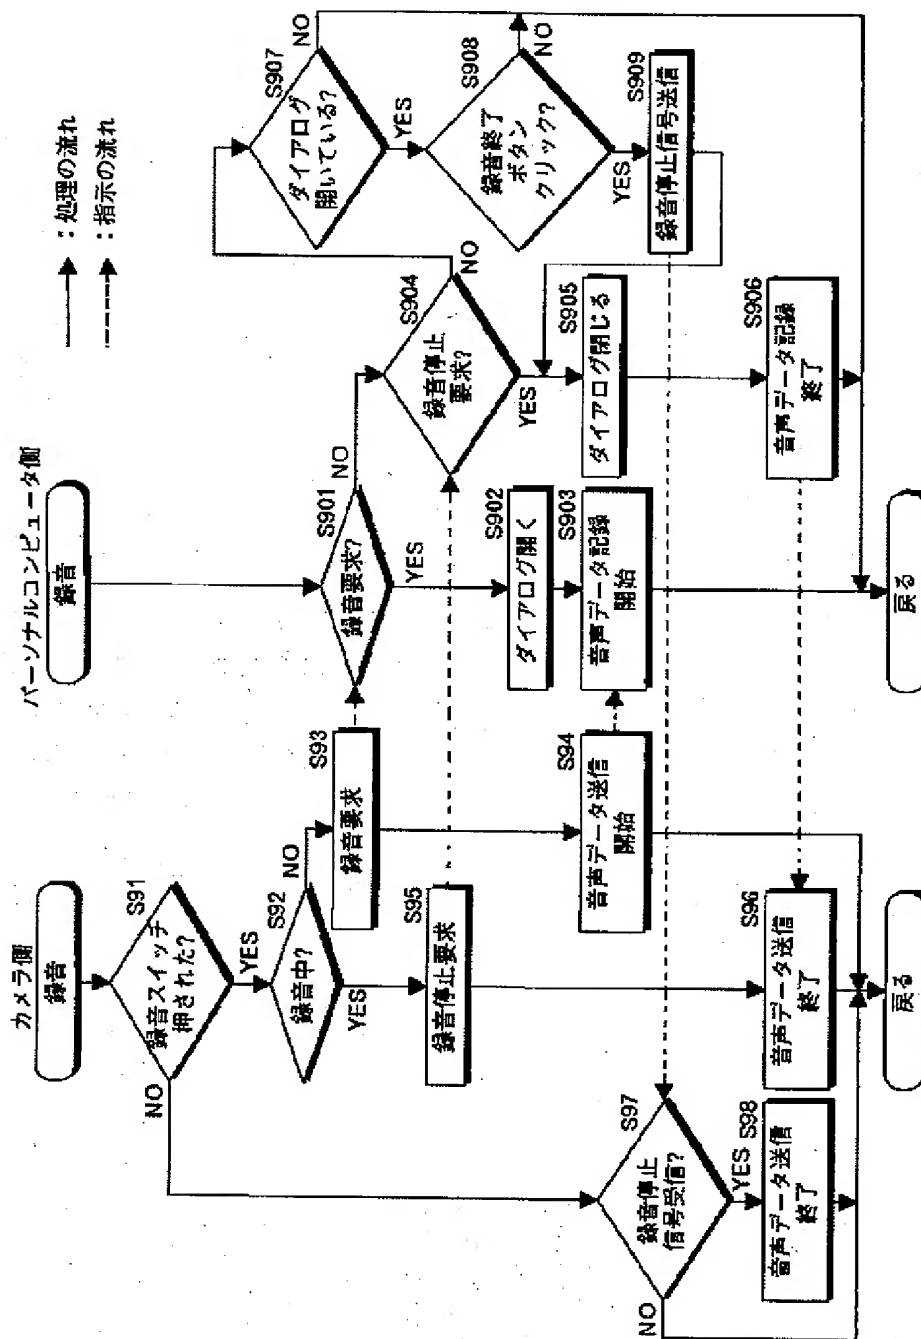 → ：処理の流れ
---→ ：指示の流れ
カメラ側
録音
S91
録音スイッチ
押された?
NO
YES
S92
録音中?
NO
YES
S93
録音要求
S94
音声データ送信
開始
S95
録音停止要求
S96
音声データ送信
終了
S97
録音停止
信号受信?
NO
YES
S98
音声データ送信
終了
戻る
パーソナルコンピュータ側
録音
S901
録音要求?
NO
YES
S902
ダイアログ開く
S903
音声データ記録
開始
S904
録音停止
要求?
NO
YES
S905
ダイアログ閉じる
S906
音声データ記録
終了
S907
ダイアログ
開いている?
NO
YES
S908
録音終了
ボタン
クリック?
NO
YES
S909
録音停止信号送信
戻る